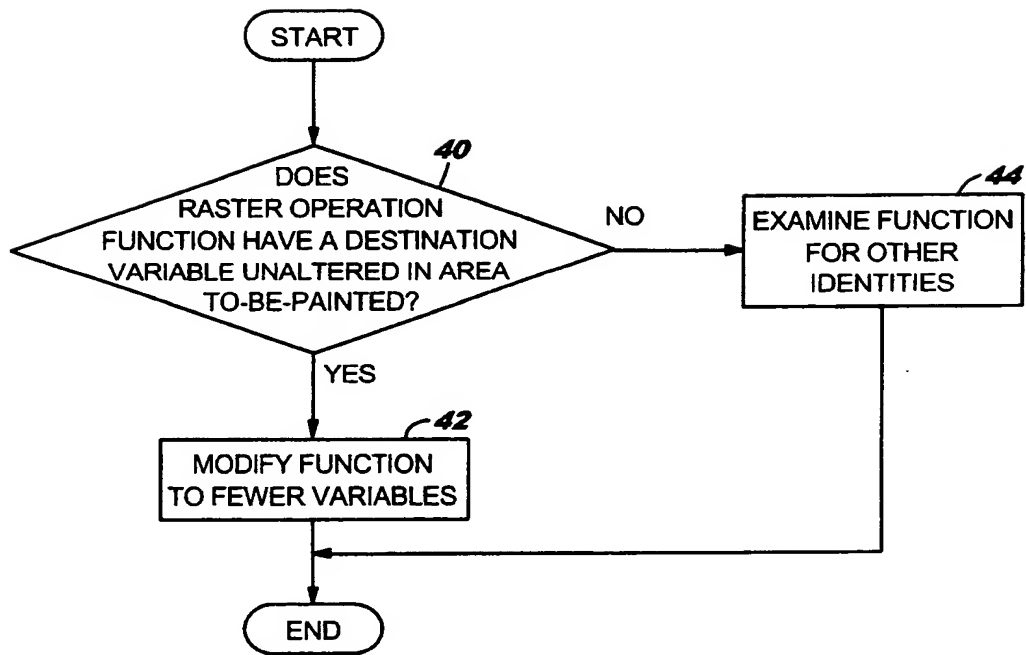 START
40
DOES
RASTER OPERATION
FUNCTION HAVE A DESTINATION
VARIABLE UNALTERED IN AREA
TO-BE-PAINTED?
NO
44
EXAMINE FUNCTION
FOR OTHER
IDENTITIES
YES
42
MODIFY FUNCTION
TO FEWER VARIABLES
END